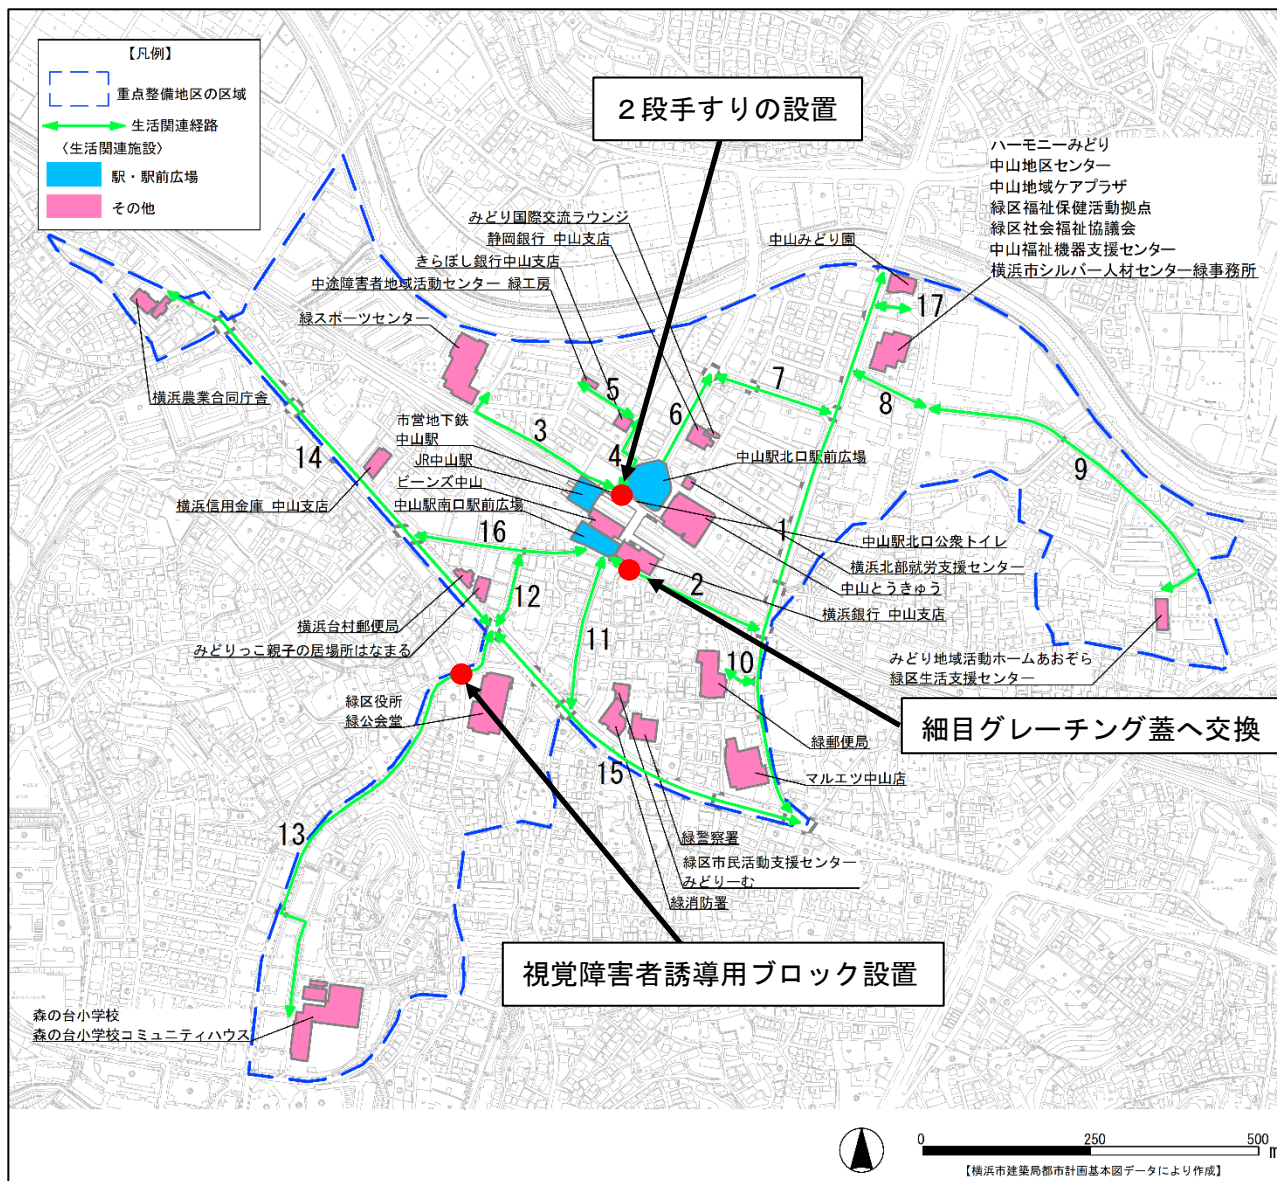 【凡例】
重点整備地区の区域
生活関連経路
〈生活関連施設〉
駅・駅前広場
その他
２段手すりの設置
ハーモニーみどり
中山地区センター
中山地域ケアプラザ
緑区福祉保健活動拠点
緑区社会福祉協議会
中山福祉機器支援センター
横浜市シルバー人材センター緑事務所
みどり国際交流ラウンジ
静岡銀行 中山支店
きらぼし銀行中山支店
中途障害者地域活動センター 緑工房
緑スポーツセンター
中山みどり園
17
横浜農業合同庁舎
市営地下鉄
中山駅
JR中山駅
ビーンズ中山
中山駅南口駅前広場
中山駅北口駅前広場
3
4
5
6
7
8
9
14
横浜信用金庫 中山支店
16
1
中山駅北口公衆トイレ
横浜北部就労支援センター
中山とうきゅう
横浜銀行 中山支店
2
12
11
10
横浜台村郵便局
みどりっこ親子の居場所はなまる
みどり地域活動ホームあおぞら
緑区生活支援センター
緑区役所
緑公会堂
細目グレーチング蓋へ交換
緑郵便局
マルエツ中山店
15
13
緑警察署
緑区市民活動支援センター
みどりーむ
緑消防署
視覚障害者誘導用ブロック設置
森の台小学校
森の台小学校コミュニティハウス
0 250 500 m
【横浜市建築局都市計画基本図データにより作成】